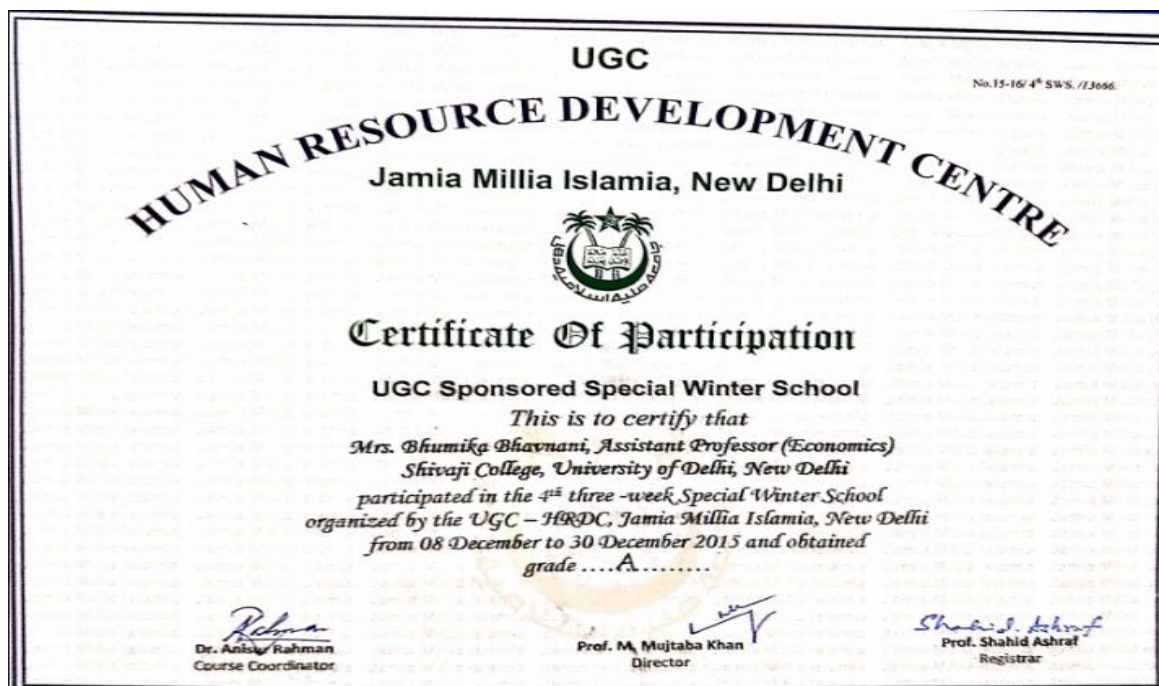 UGC
No.15-16/ 4th SWS. /13666.
HUMAN RESOURCE DEVELOPMENT CENTRE
Jamia Millia Islamia, New Delhi
Certificate Of Participation
UGC Sponsored Special Winter School
This is to certify that
Mrs. Bhumika Bhavnani, Assistant Professor (Economics)
Shivaji College, University of Delhi, New Delhi
participated in the 4th three -week Special Winter School
organized by the UGC – HRDC, Jamia Millia Islamia, New Delhi
from 08 December to 30 December 2015 and obtained
grade ....A.........
Rahman
Shahid Ashraf
Dr. Anisur Rahman
Prof. M. Mujtaba Khan
Prof. Shahid Ashraf
Course Coordinator
Director
Registrar